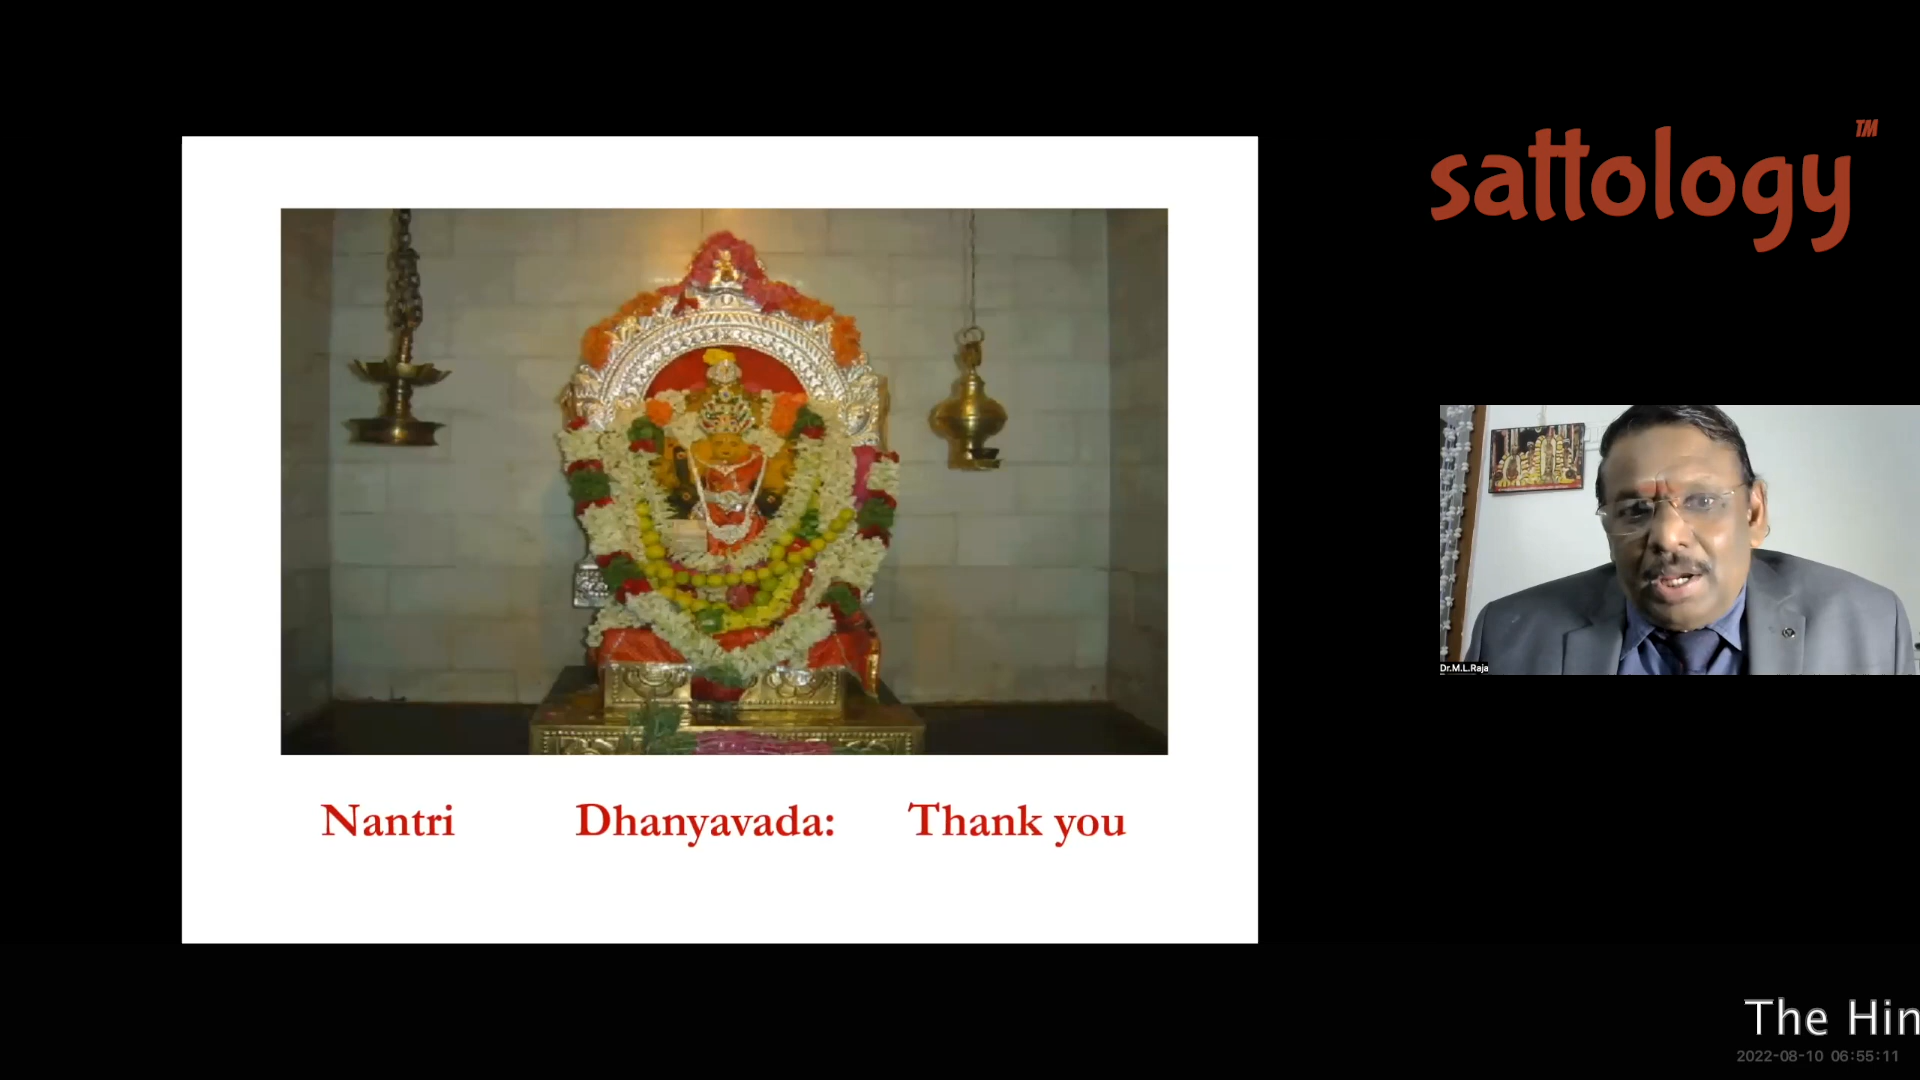 sattology™
Dr.M.L.Raja
Nantri Dhanyavada: Thank you
The Hin
2022-08-10 06:55:11